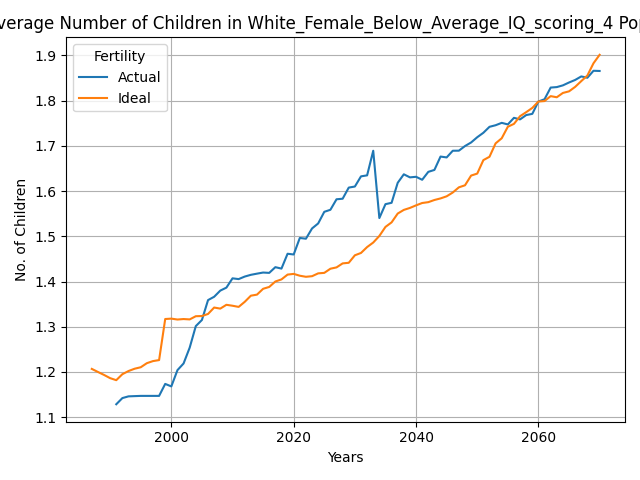 verage Number of Children in White_Female_Below_Average_IQ_scoring_4 Pop
Fertility
Actual
Ideal
1.9
1.8
1.7
1.6
1.5
1.4
1.3
1.2
1.1
No. of Children
2000 2020 2040 2060
Years